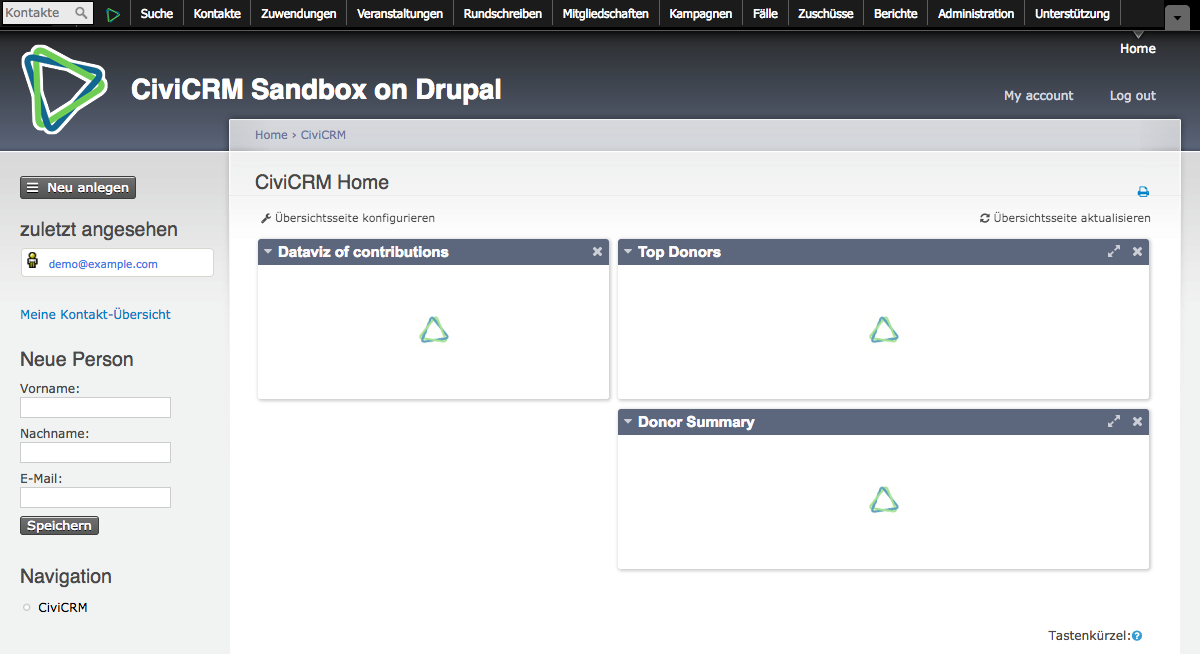 Kontakte Suche Kontakte Zuwendungen Veranstaltungen Rundschreiben Mitgliedschaften Kampagnen Fälle Zuschüsse Berichte Administration Unterstützung
Home
CiviCRM Sandbox on Drupal
My account Log out
Home › CiviCRM
Neu anlegen
zuletzt angesehen
demo@example.com
Meine Kontakt-Übersicht
Neue Person
Vorname:
Nachname:
E-Mail:
Speichern
Navigation
CiviCRM
CiviCRM Home
Übersichtsseite konfigurieren Übersichtsseite aktualisieren
Dataviz of contributions
Top Donors
Donor Summary
Tastenkürzel: